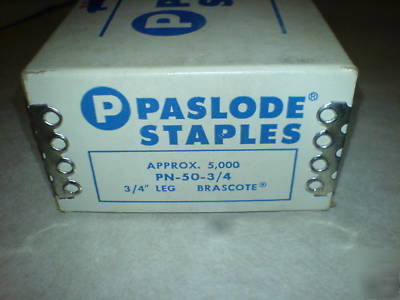 P PASLODE®
STAPLES
APPROX. 5,000
PN-50-3/4
3/4" LEG BRASCOTE®